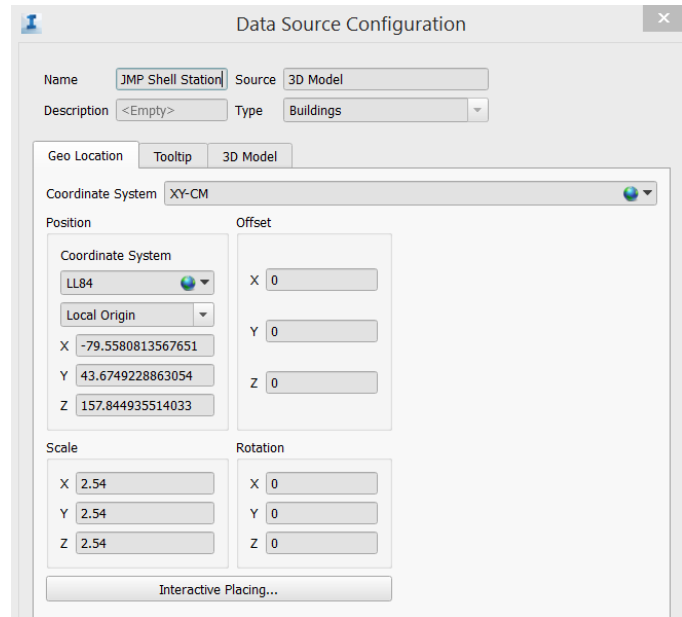 I Data Source Configuration ×
Name JMP Shell Station Source 3D Model
Description <Empty> Type Buildings
Geo Location Tooltip 3D Model
Coordinate System XY-CM
Position Offset
Coordinate System
LL84 X 0
Local Origin
X -79.5580813567651 Y 0
Y 43.6749228863054
Z 157.844935514033 Z 0
Scale Rotation
X 2.54 X 0
Y 2.54 Y 0
Z 2.54 Z 0
Interactive Placing...